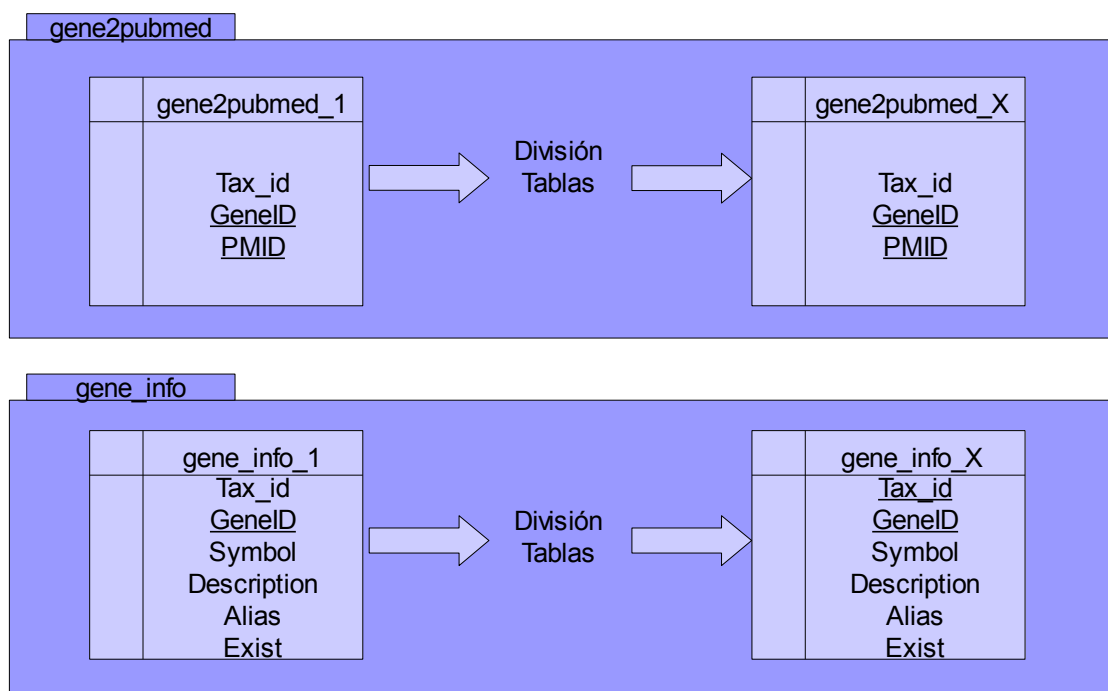 gene2pubmed
gene2pubmed_1
Tax_id
GeneID
PMID
División
Tablas
gene2pubmed_X
Tax_id
GeneID
PMID
gene_info
gene_info_1
Tax_id
GeneID
Symbol
Description
Alias
Exist
División
Tablas
gene_info_X
Tax_id
GeneID
Symbol
Description
Alias
Exist